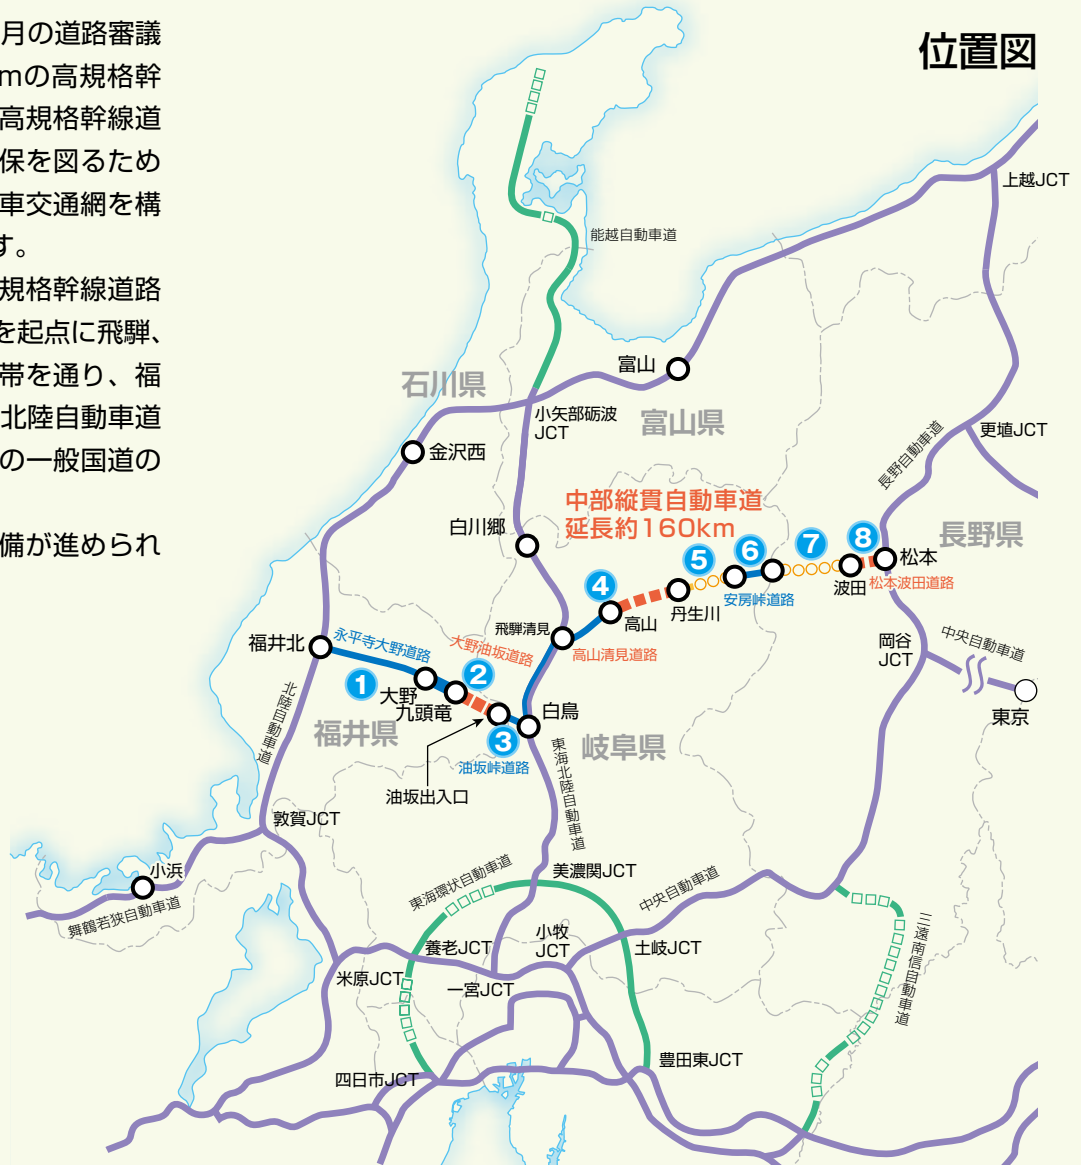 月の道路審議
mの高規格幹
高規格幹線道
保を図るため
車交通網を構
す。
規格幹線道路
を起点に飛騨、
帯を通り、福
北陸自動車道
の一般国道の
備が進められ
位置図
上越JCT
能越自動車道
富山
石川県
小矢部砺波
JCT
富山県
更埴JCT
長野自動車道
金沢西
中部縦貫自動車道
延長約160km
白川郷
長野県
5
6
7
8
松本
4
丹生川
安房峠道路
波田
松本波田道路
高山
飛騨清見
高山清見道路
岡谷
JCT
中央自動車道
東京
福井北
永平寺大野道路
大野油坂道路
1
大野
2
九頭竜
白鳥
福井県
3
岐阜県
油坂峠道路
油坂出入口
北陸自動車道
東海北陸自動車道
敦賀JCT
小浜
舞鶴若狭自動車道
東海環状自動車道
美濃関JCT
中央自動車道
養老JCT
小牧
JCT
土岐JCT
米原JCT
一宮JCT
三遠南信自動車道
四日市JCT
豊田東JCT